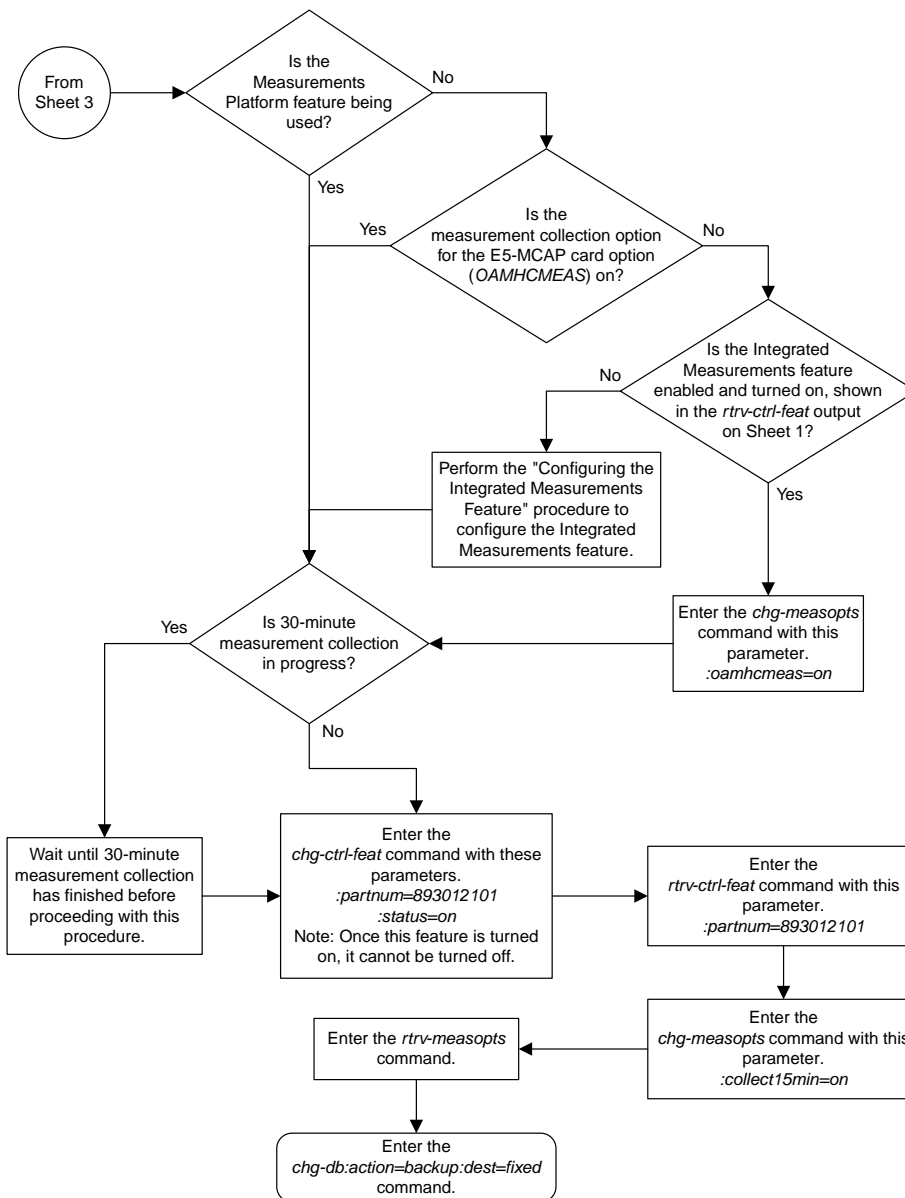 From
Sheet 3
Is the
Measurements
Platform feature being
used?
No
Yes
Is the
measurement collection option
for the E5-MCAP card option
(OAMHCMEAS) on?
Yes
No
Is the Integrated
Measurements feature
enabled and turned on, shown
in the rtrv-ctrl-feat output
on Sheet 1?
No
Yes
Perform the "Configuring the
Integrated Measurements
Feature" procedure to
configure the Integrated
Measurements feature.
Enter the chg-measopts
command with this
parameter.
:oamhcmeas=on
Is 30-minute
measurement collection
in progress?
Yes
No
Wait until 30-minute
measurement collection
has finished before
proceeding with this
procedure.
Enter the
chg-ctrl-feat command with these
parameters.
:partnum=893012101
:status=on
Note: Once this feature is turned
on, it cannot be turned off.
Enter the
rtrv-ctrl-feat command with this
parameter.
:partnum=893012101
Enter the
chg-measopts command with this
parameter.
:collect15min=on
Enter the rtrv-measopts
command.
Enter the
chg-db:action=backup:dest=fixed
command.